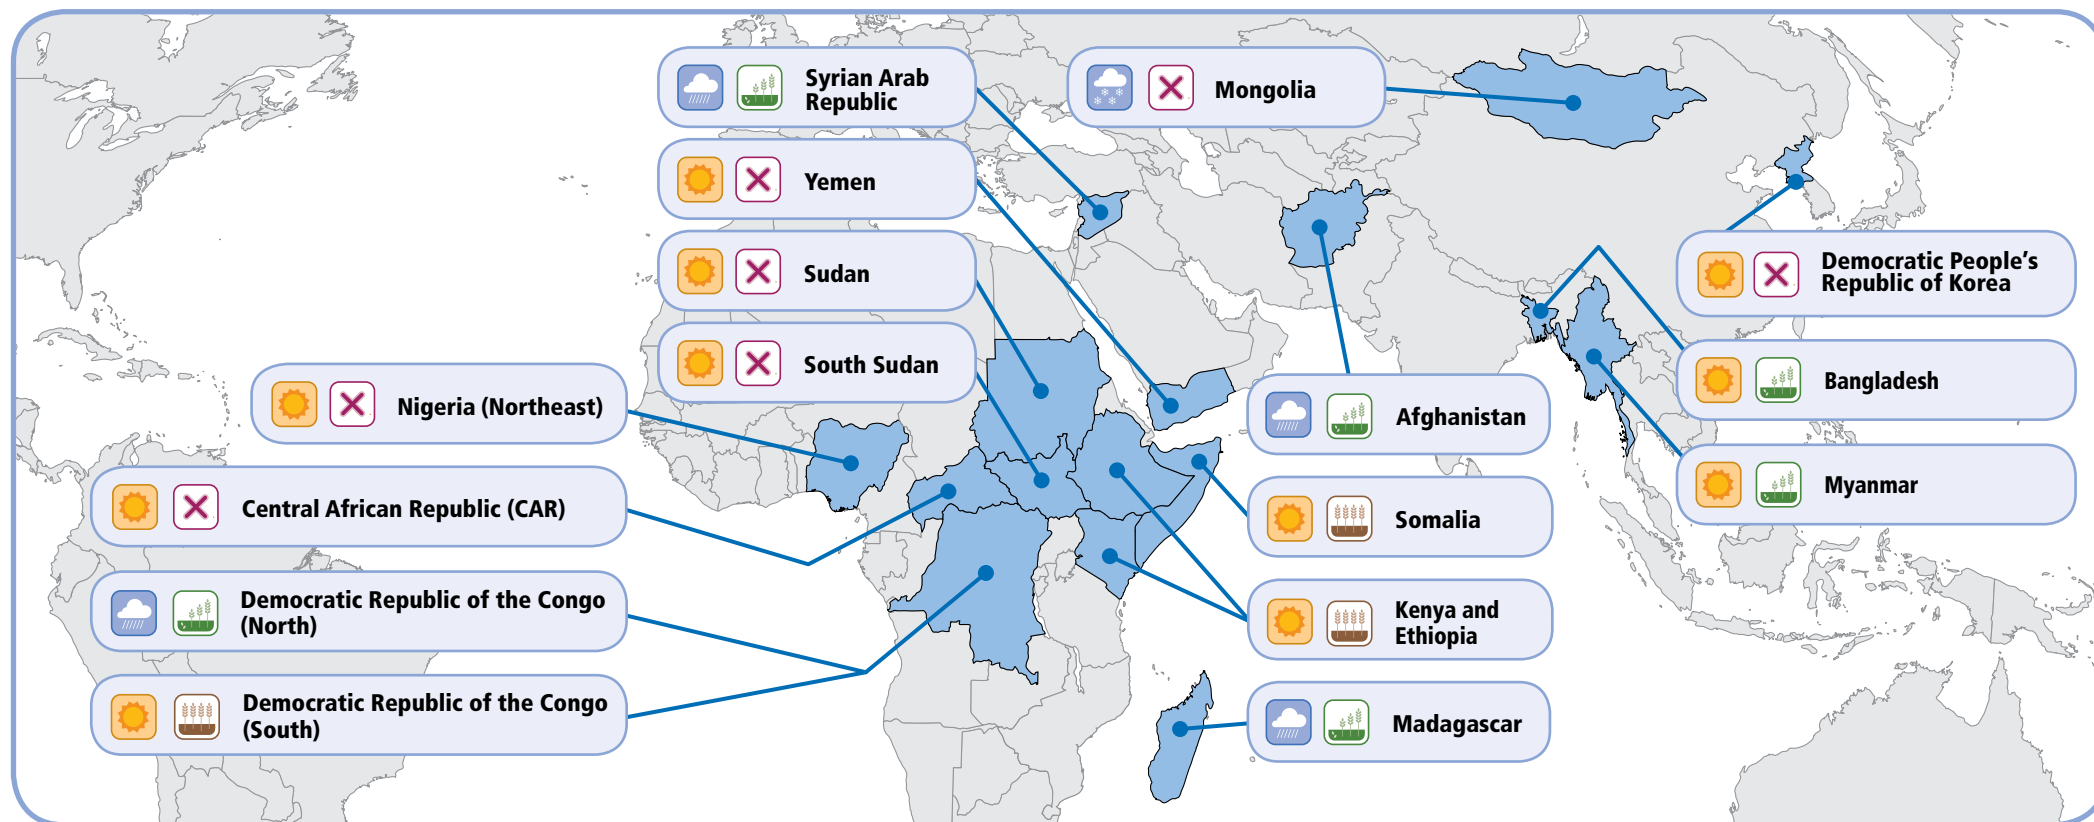 Syrian Arab
Republic
Mongolia
Yemen
Sudan
South Sudan
Democratic People’s
Republic of Korea
Bangladesh
Myanmar
Nigeria (Northeast)
Central African Republic (CAR)
Democratic Republic of the Congo
(North)
Democratic Republic of the Congo
(South)
Afghanistan
Somalia
Kenya and
Ethiopia
Madagascar